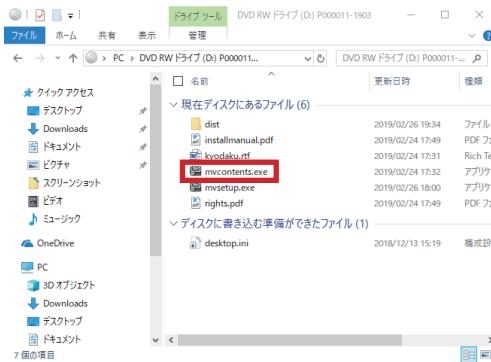 ドライブ ツール
DVD RW ドライブ (D:) P000011-1903
ファイル ホーム 共有 表示 管理
PC › DVD RW ドライブ (D:) P000011...
DVD RW ドライブ (D:) P000011-...
クイック アクセス
デスクトップ
Downloads
ドキュメント
ピクチャ
スクリーンショット
ビデオ
ミュージック
OneDrive
PC
3D オブジェクト
Downloads
デスクトップ
ドキュメント
名前 更新日時 種類
現在ディスクにあるファイル (6)
dist 2019/02/26 19:34 ファイル
installmanual.pdf 2019/02/24 17:49 PDF ファ
kyodaku.rtf 2019/02/24 17:31 Rich Te
mvcontents.exe 2019/02/24 17:32 アプリケ
mvsetup.exe 2019/02/26 18:00 アプリケ
rights.pdf 2019/02/24 17:49 PDF ファ
ディスクに書き込む準備ができたファイル (1)
desktop.ini 2018/12/13 15:19 構成設
7 個の項目